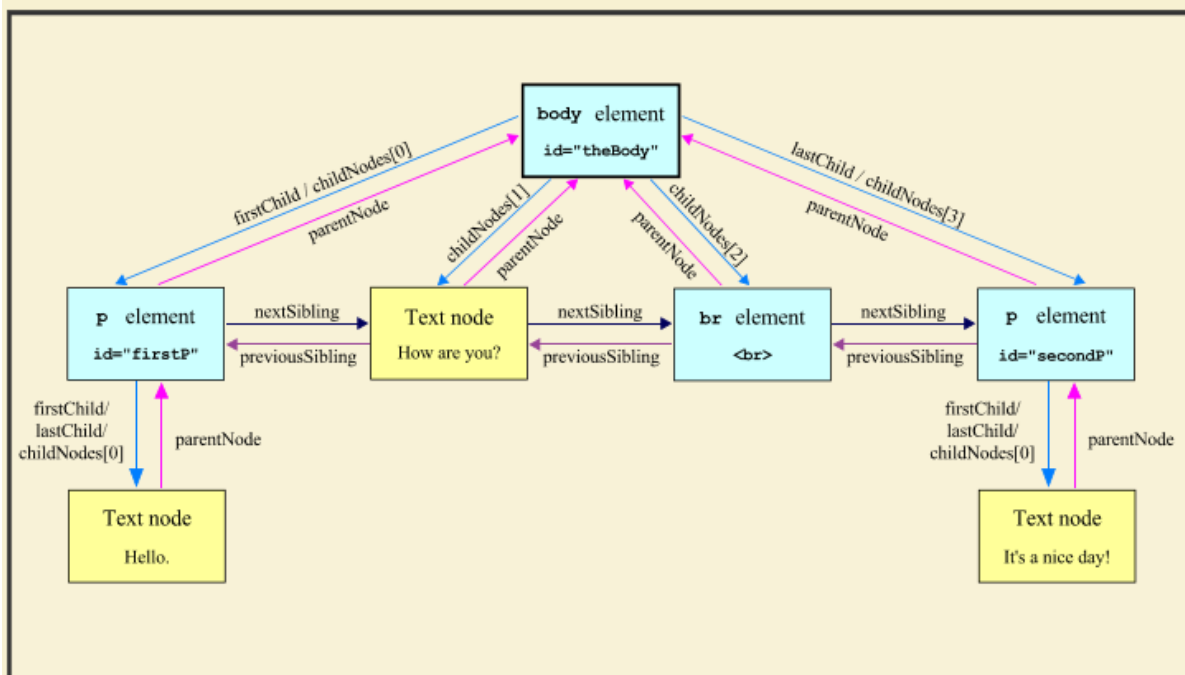 body element
id="theBody"
firstChild / childNodes[0]
parentNode
childNodes[1]
parentNode
childNodes[2]
parentNode
lastChild / childNodes[3]
parentNode
p element
id="firstP"
nextSibling
previousSibling
Text node
How are you?
nextSibling
previousSibling
br element
<br>
nextSibling
previousSibling
p element
id="secondP"
firstChild/
lastChild/
childNodes[0]
parentNode
firstChild/
lastChild/
childNodes[0]
parentNode
Text node
Hello.
Text node
It's a nice day!